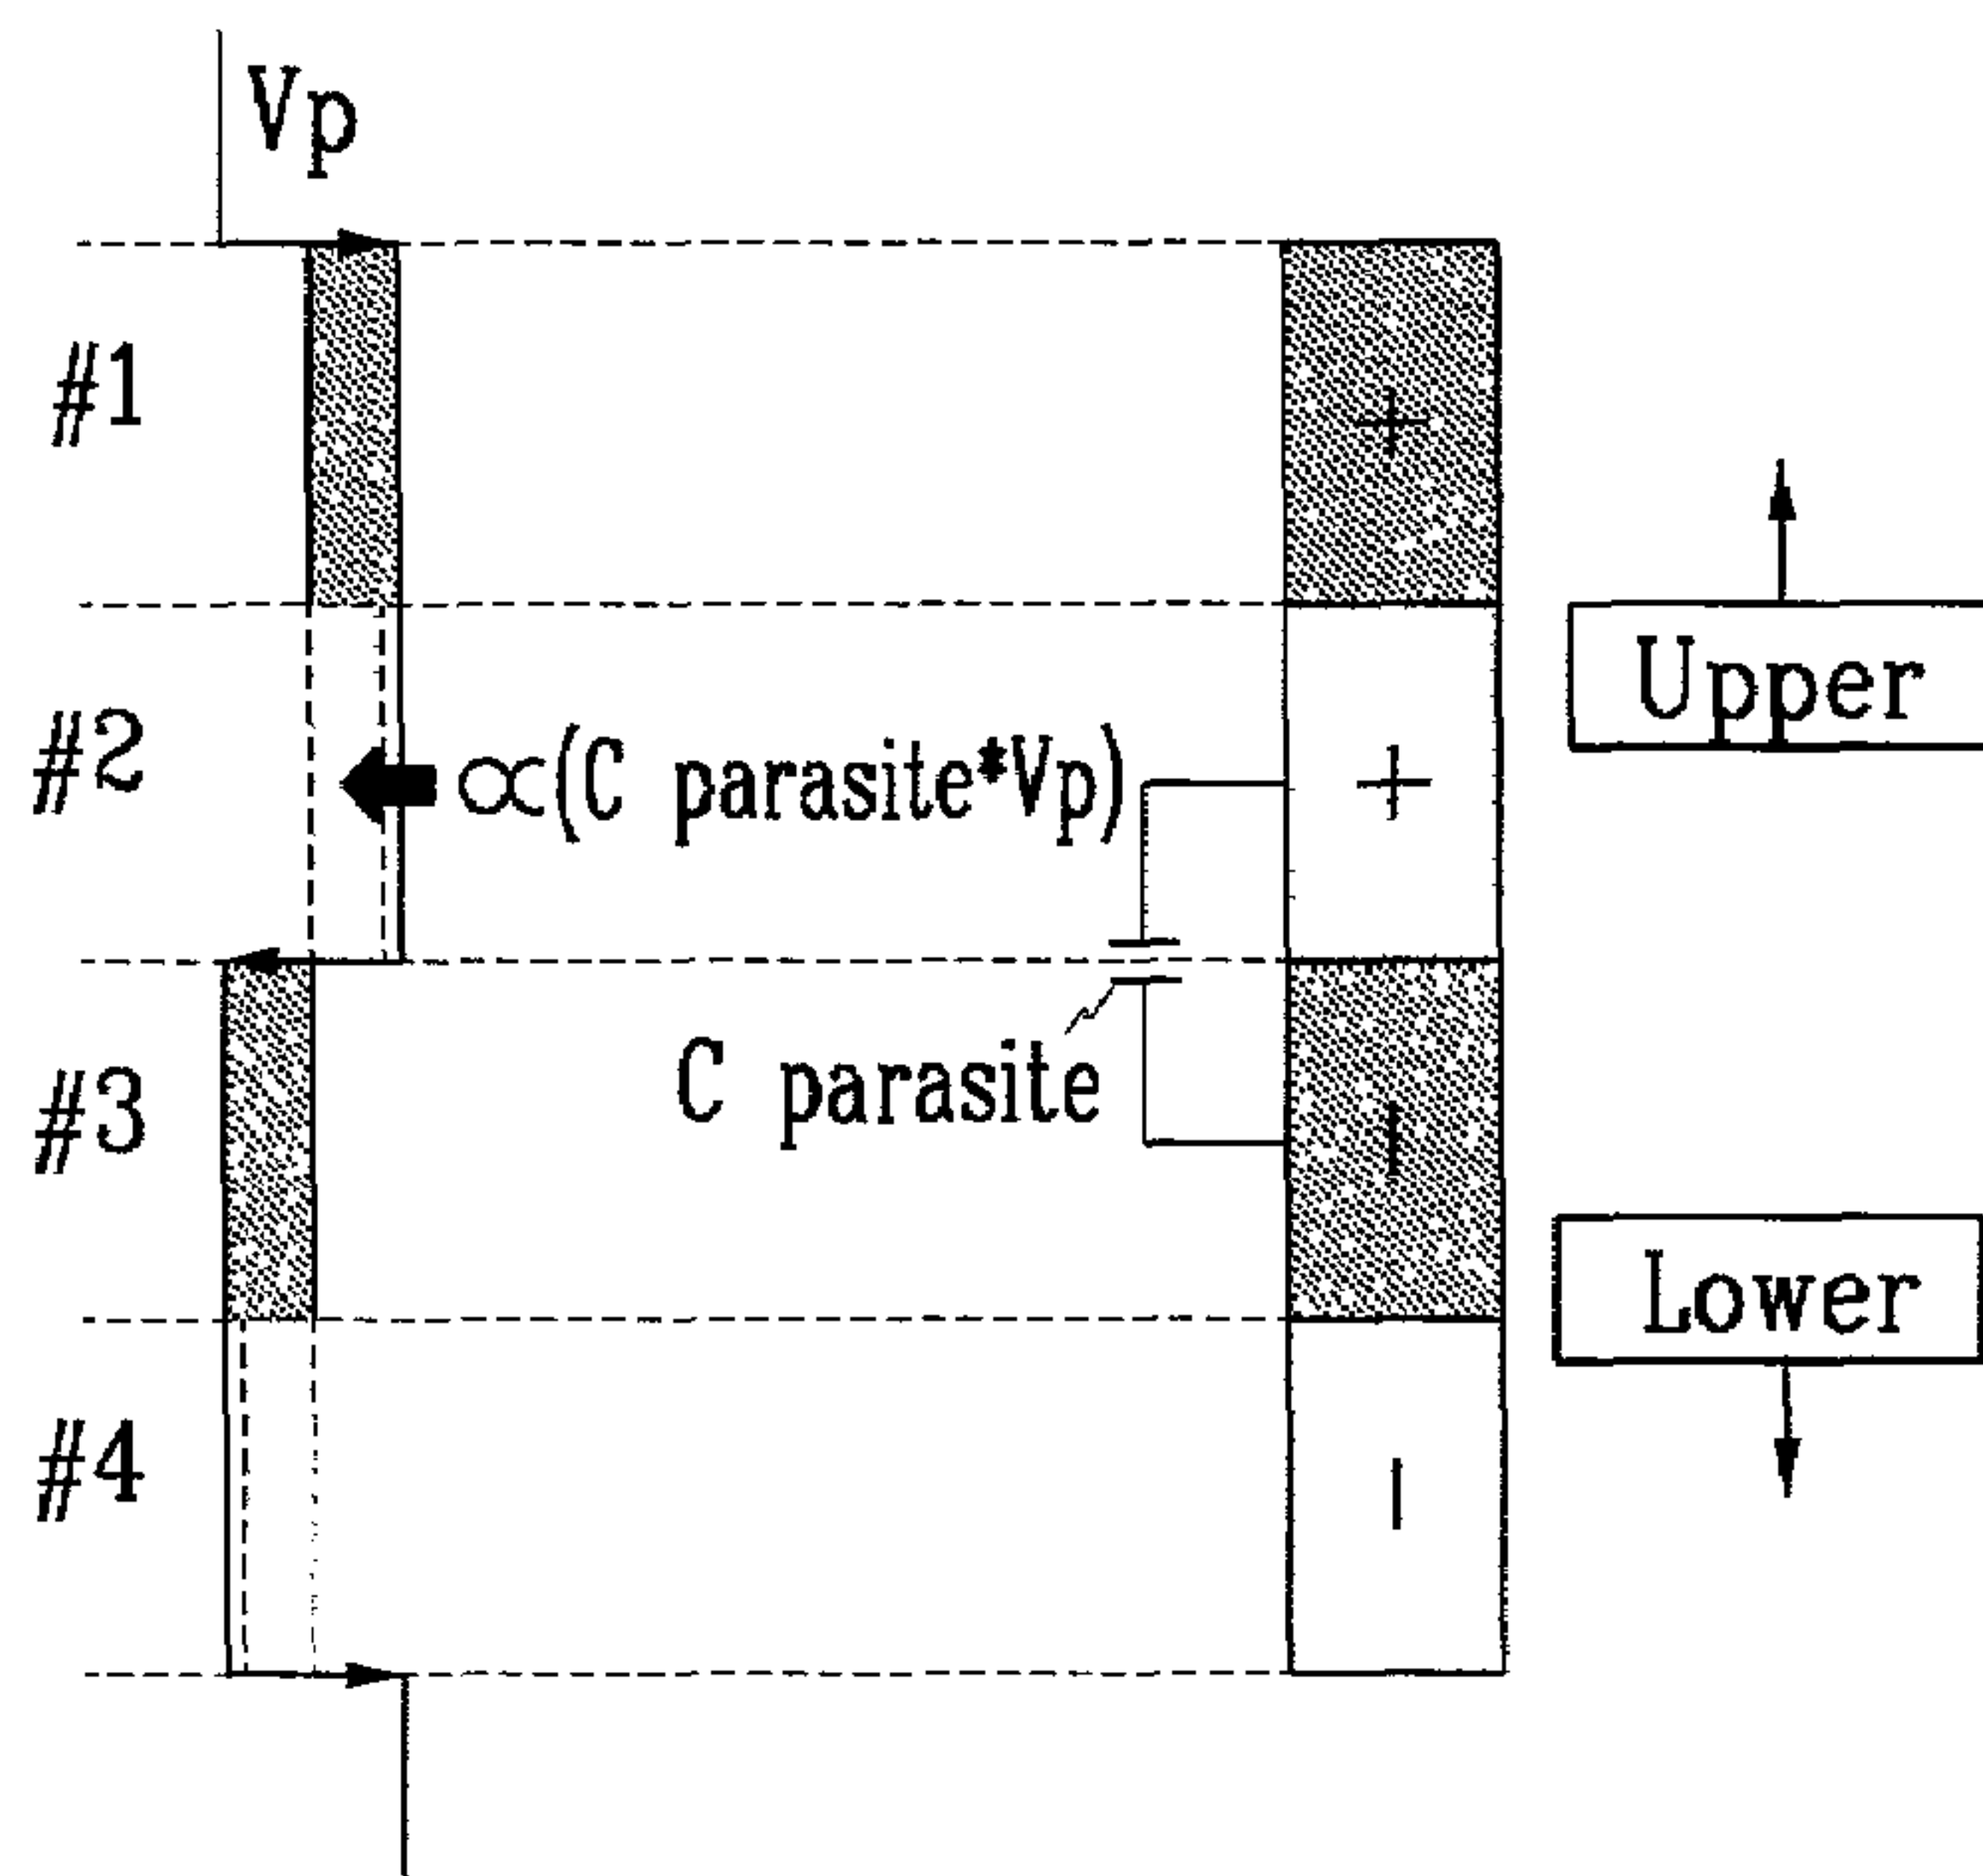 Vp
#1
+
Upper
#2
∝(C parasite*Vp)
+
#3
C parasite
|
Lower
#4
|